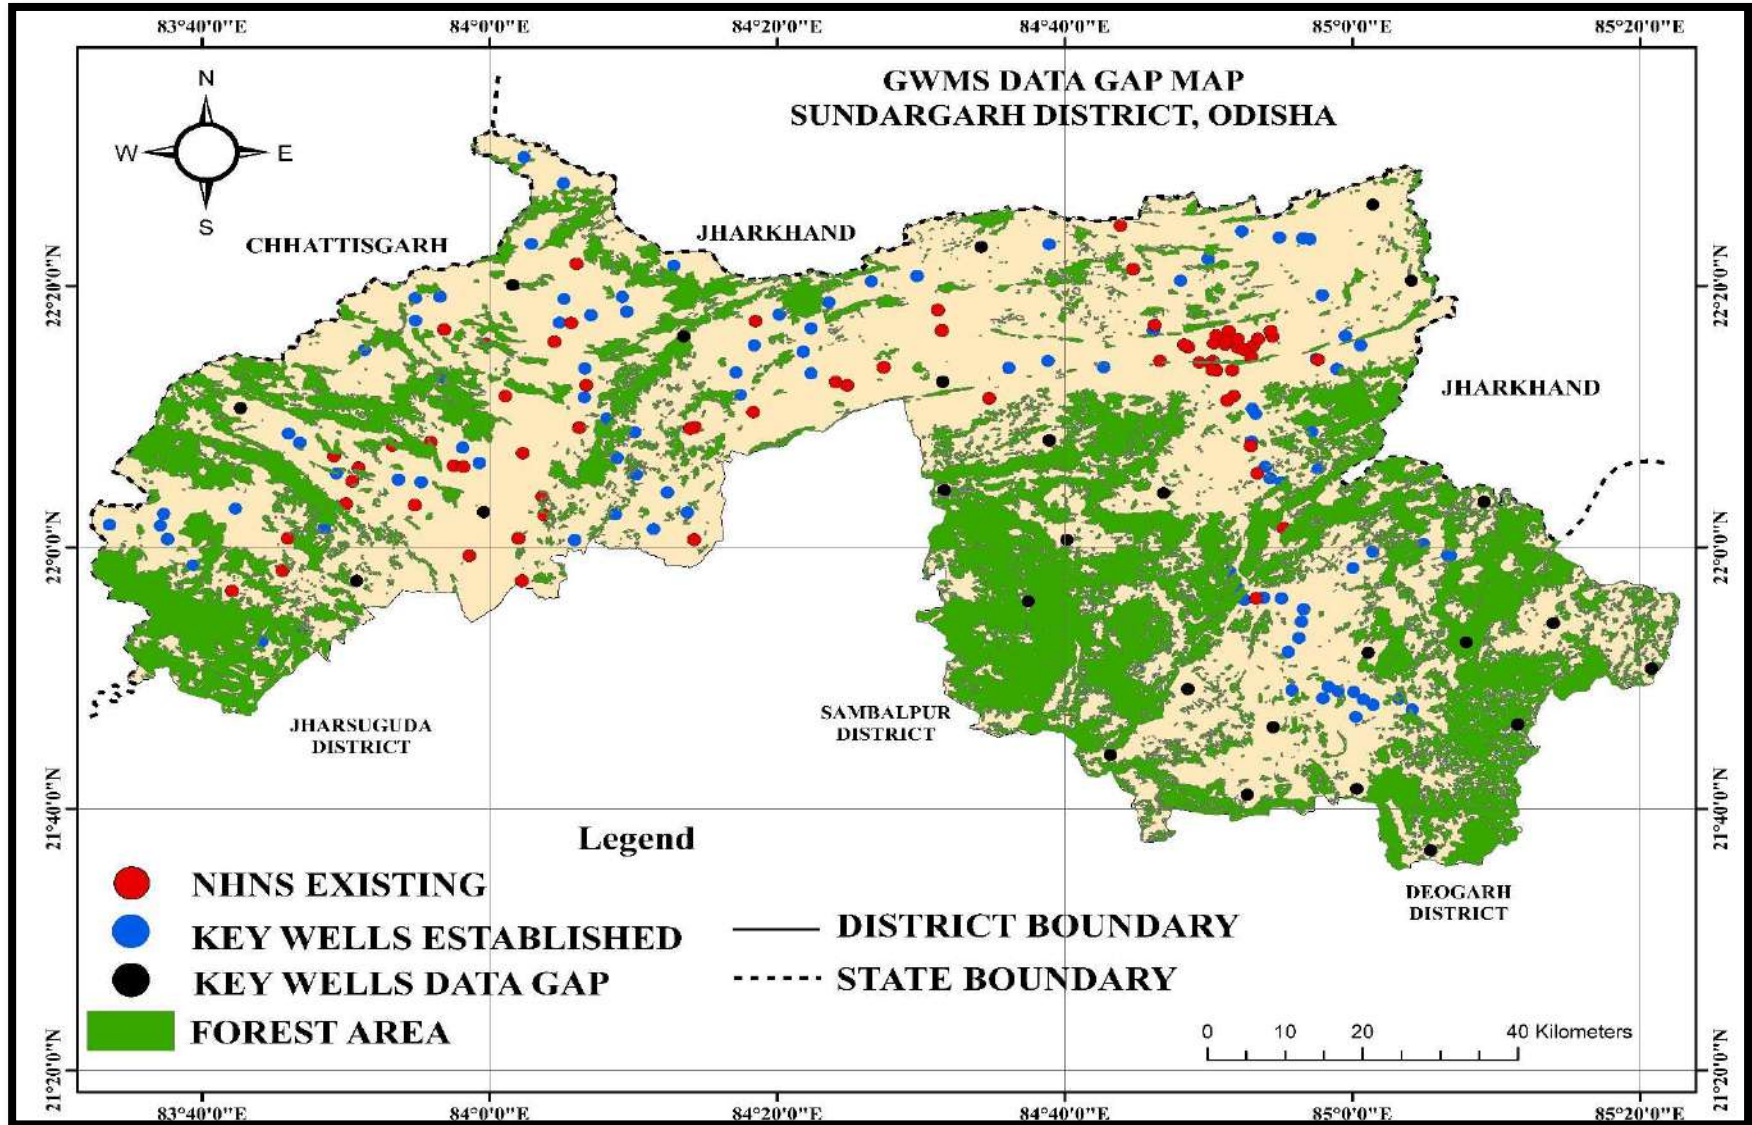 83°40'0"E 84°0'0"E 84°20'0"E 84°40'0"E 85°0'0"E 85°20'0"E
GWMS DATA GAP MAP
SUNDARGARH DISTRICT, ODISHA
N
W E
S
CHHATTISGARH
JHARKHAND
22°20'0"N 22°20'0"N
JHARKHAND
22°0'0"N 22°0'0"N
JHARSUGUDA
DISTRICT
SAMBALPUR
DISTRICT
21°40'0"N 21°40'0"N
DEOGARH
DISTRICT
Legend
NHNS EXISTING
KEY WELLS ESTABLISHED
KEY WELLS DATA GAP
FOREST AREA
DISTRICT BOUNDARY
STATE BOUNDARY
0 10 20 40 Kilometers
21°20'0"N 21°20'0"N
83°40'0"E 84°0'0"E 84°20'0"E 84°40'0"E 85°0'0"E 85°20'0"E